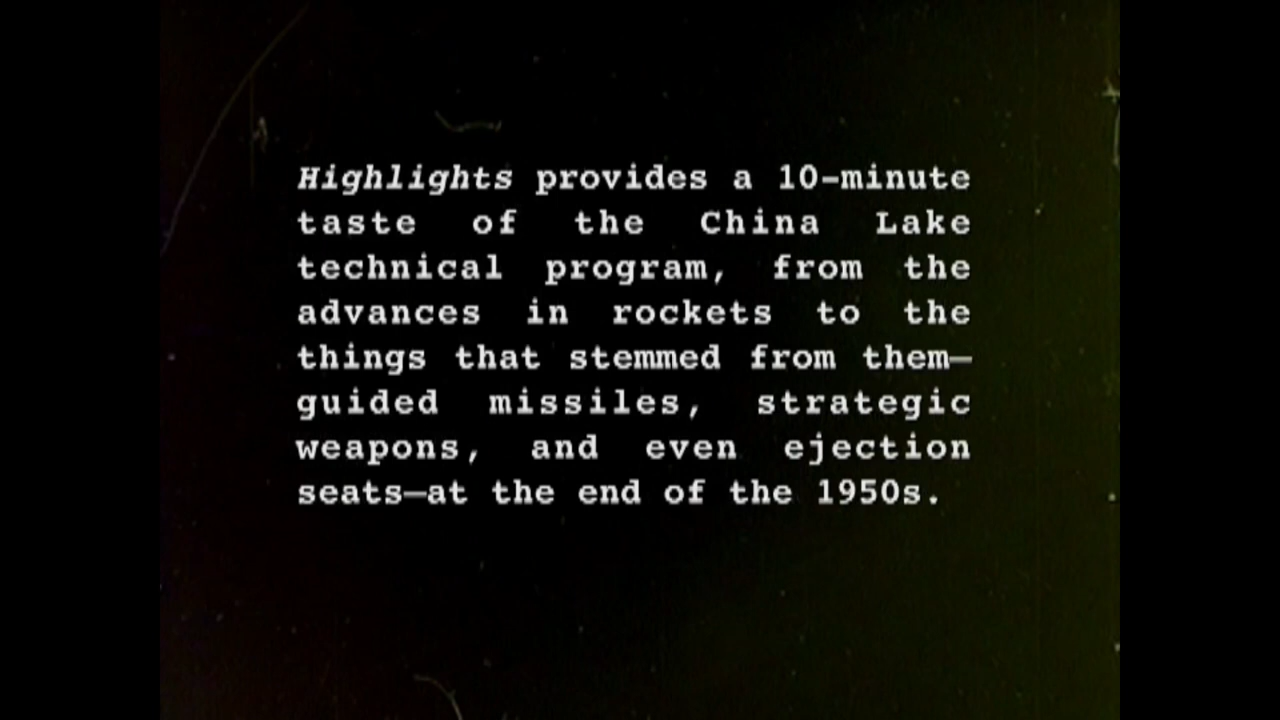 Highlights provides a 10-minute
taste of the China Lake
technical program, from the
advances in rockets to the
things that stemmed from them—
guided missiles, strategic
weapons, and even ejection
seats—at the end of the 1950s.